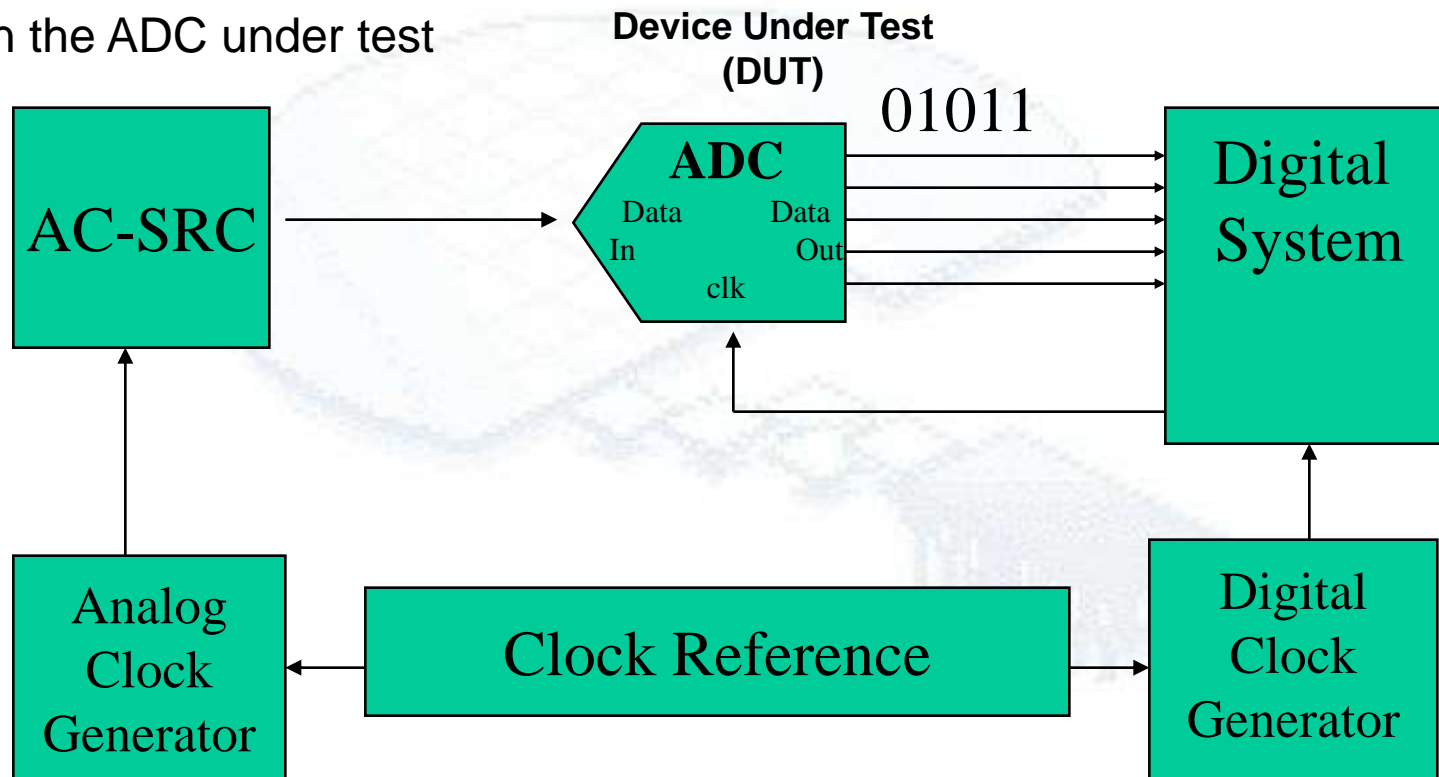 n the ADC under test
Device Under Test
(DUT)
01011
AC-SRC
ADC
Data
In
Data
Out
clk
Digital
System
Analog
Clock
Generator
Clock Reference
Digital
Clock
Generator